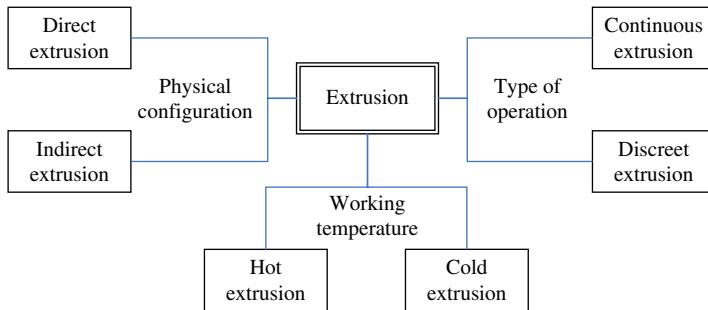 Direct
extrusion
Physical
configuration
Indirect
extrusion
Extrusion
Type of
operation
Continuous
extrusion
Discreet
extrusion
Working
temperature
Hot
extrusion
Cold
extrusion